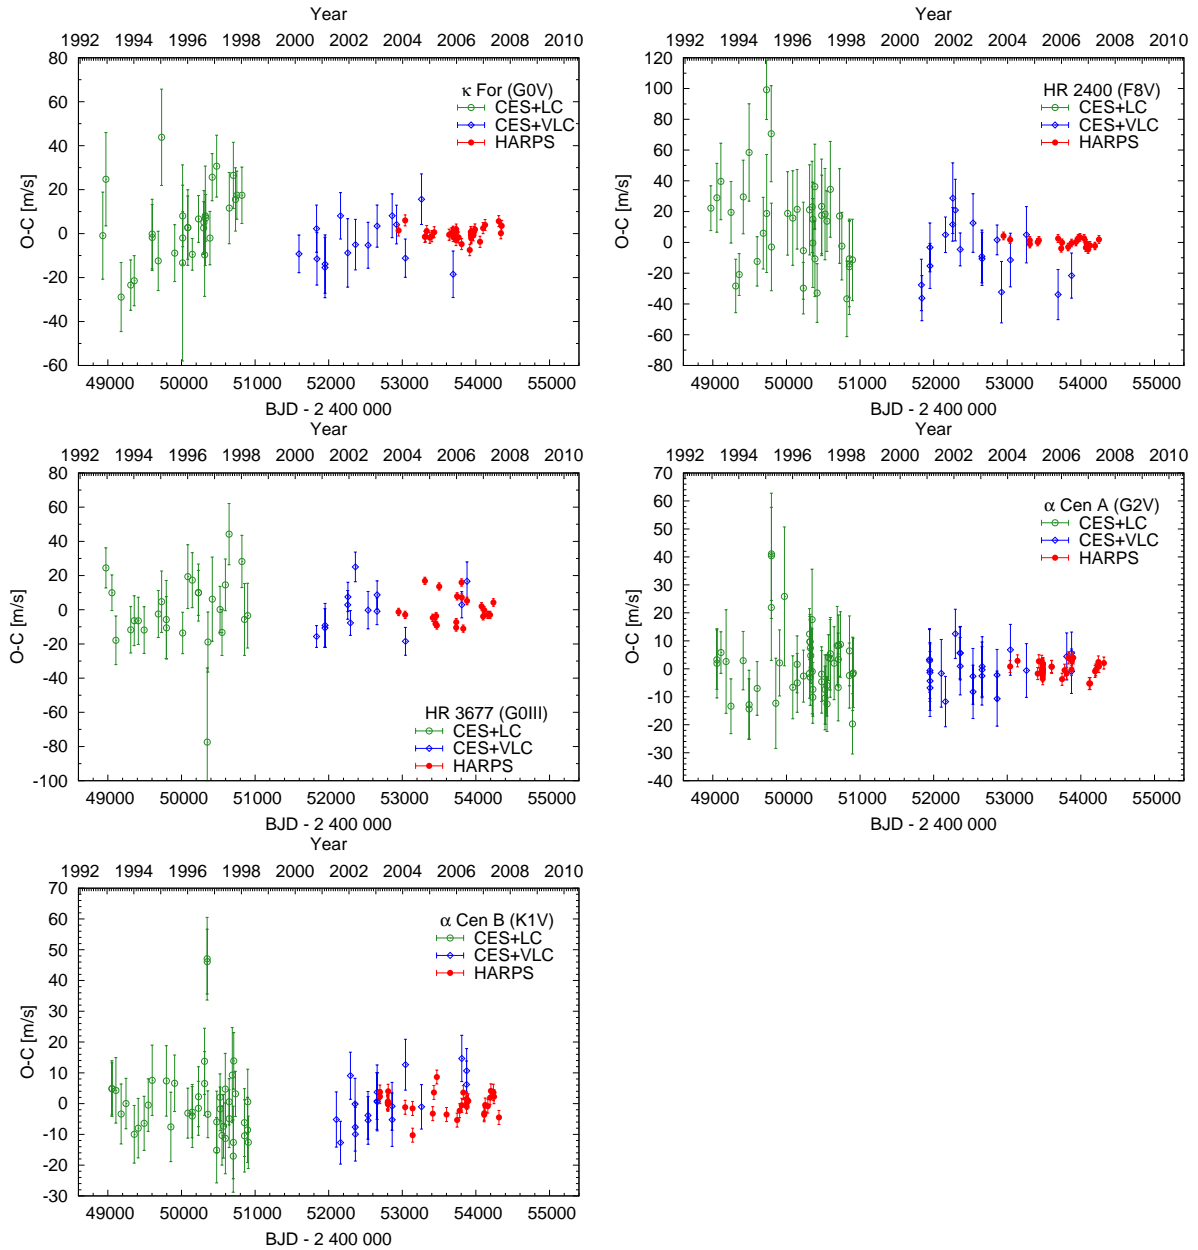 Year
1992 1994 1996 1998 2000 2002 2004 2006 2008 2010
80
60
40
20
0
-20
-40
-60
O-C [m/s]
κ For (G0V)
CES+LC
CES+VLC
HARPS
49000 50000 51000 52000 53000 54000 55000
BJD - 2 400 000
Year
1992 1994 1996 1998 2000 2002 2004 2006 2008 2010
120
100
80
60
40
20
0
-20
-40
-60
-80
O-C [m/s]
HR 2400 (F8V)
CES+LC
CES+VLC
HARPS
49000 50000 51000 52000 53000 54000 55000
BJD - 2 400 000
Year
1992 1994 1996 1998 2000 2002 2004 2006 2008 2010
80
60
40
20
0
-20
-40
-60
-80
-100
O-C [m/s]
HR 3677 (G0III)
CES+LC
CES+VLC
HARPS
49000 50000 51000 52000 53000 54000 55000
BJD - 2 400 000
Year
1992 1994 1996 1998 2000 2002 2004 2006 2008 2010
70
60
50
40
30
20
10
0
-10
-20
-30
-40
O-C [m/s]
α Cen A (G2V)
CES+LC
CES+VLC
HARPS
49000 50000 51000 52000 53000 54000 55000
BJD - 2 400 000
Year
1992 1994 1996 1998 2000 2002 2004 2006 2008 2010
70
60
50
40
30
20
10
0
-10
-20
-30
O-C [m/s]
α Cen B (K1V)
CES+LC
CES+VLC
HARPS
49000 50000 51000 52000 53000 54000 55000
BJD - 2 400 000